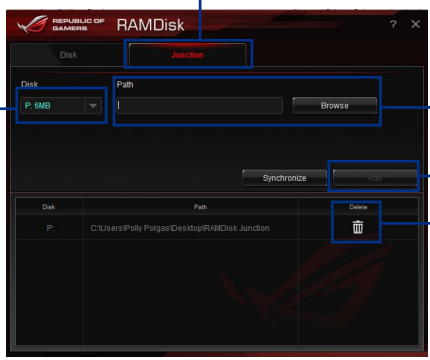 REPUBLIC OF
GAMERS
RAMDisk
? X
Disk
Junction
Disk
Path
P: 6MB
Browse
Synchronize
Add
Disk
Path
Delete
P:
C:\Users\Polly Polgas\Desktop\RAMDisk Junction